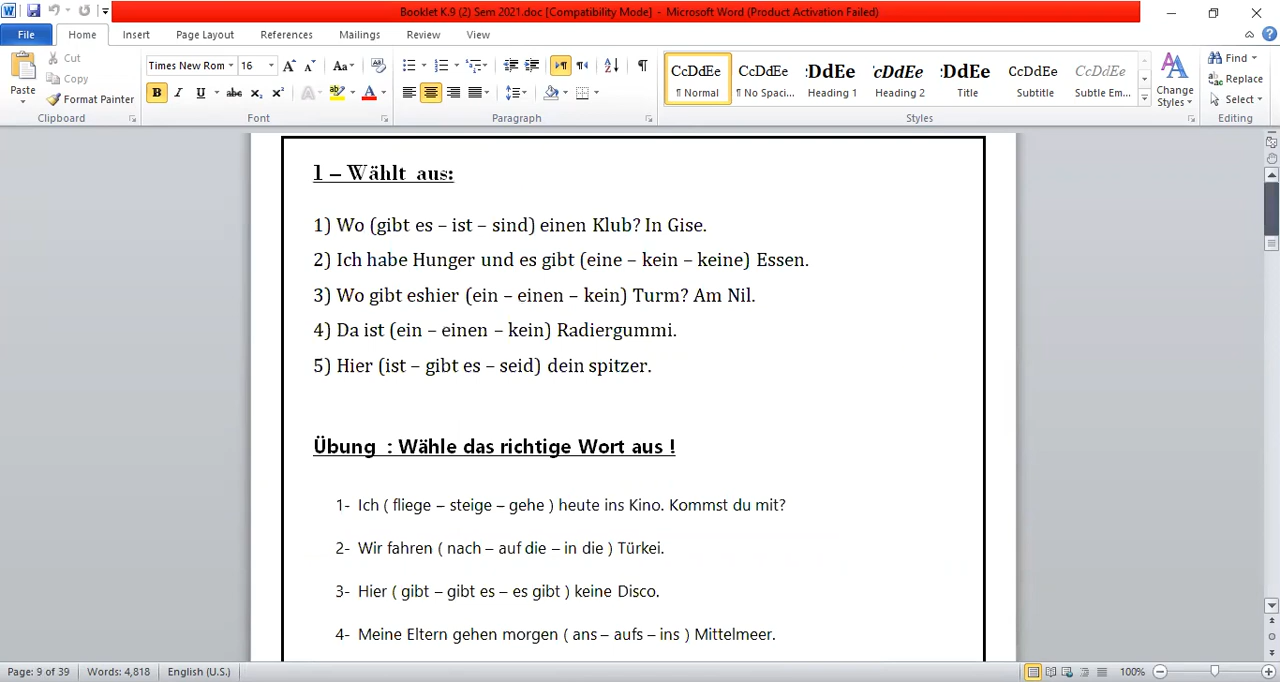 Booklet K.9 (2) Sem 2021.doc [Compatibility Mode] - Microsoft Word (Product Activation Failed)
File Home Insert Page Layout References Mailings Review View
Paste
Cut
Copy
Format Painter
Clipboard
Times New Rom 16
Font
Paragraph
CcDdEe CcDdEe :DdEe ‘cDdEe :DdEe CcDdEe CcDdEe
¶ Normal ¶ No Spaci... Heading 1 Heading 2 Title Subtitle Subtle Em...
Change Styles
Styles
Find
Replace
Select
Editing
1 – Wählt aus:
1) Wo (gibt es – ist – sind) einen Klub? In Gise.
2) Ich habe Hunger und es gibt (eine – kein – keine) Essen.
3) Wo gibt eshier (ein – einen – kein) Turm? Am Nil.
4) Da ist (ein – einen – kein) Radiergummi.
5) Hier (ist – gibt es – seid) dein spitzer.
Übung : Wähle das richtige Wort aus !
1- Ich ( fliege – steige – gehe ) heute ins Kino. Kommst du mit?
2- Wir fahren ( nach – auf die – in die ) Türkei.
3- Hier ( gibt – gibt es – es gibt ) keine Disco.
4- Meine Eltern gehen morgen ( ans – aufs – ins ) Mittelmeer.
Page: 9 of 39 Words: 4,818 English (U.S.) 100%